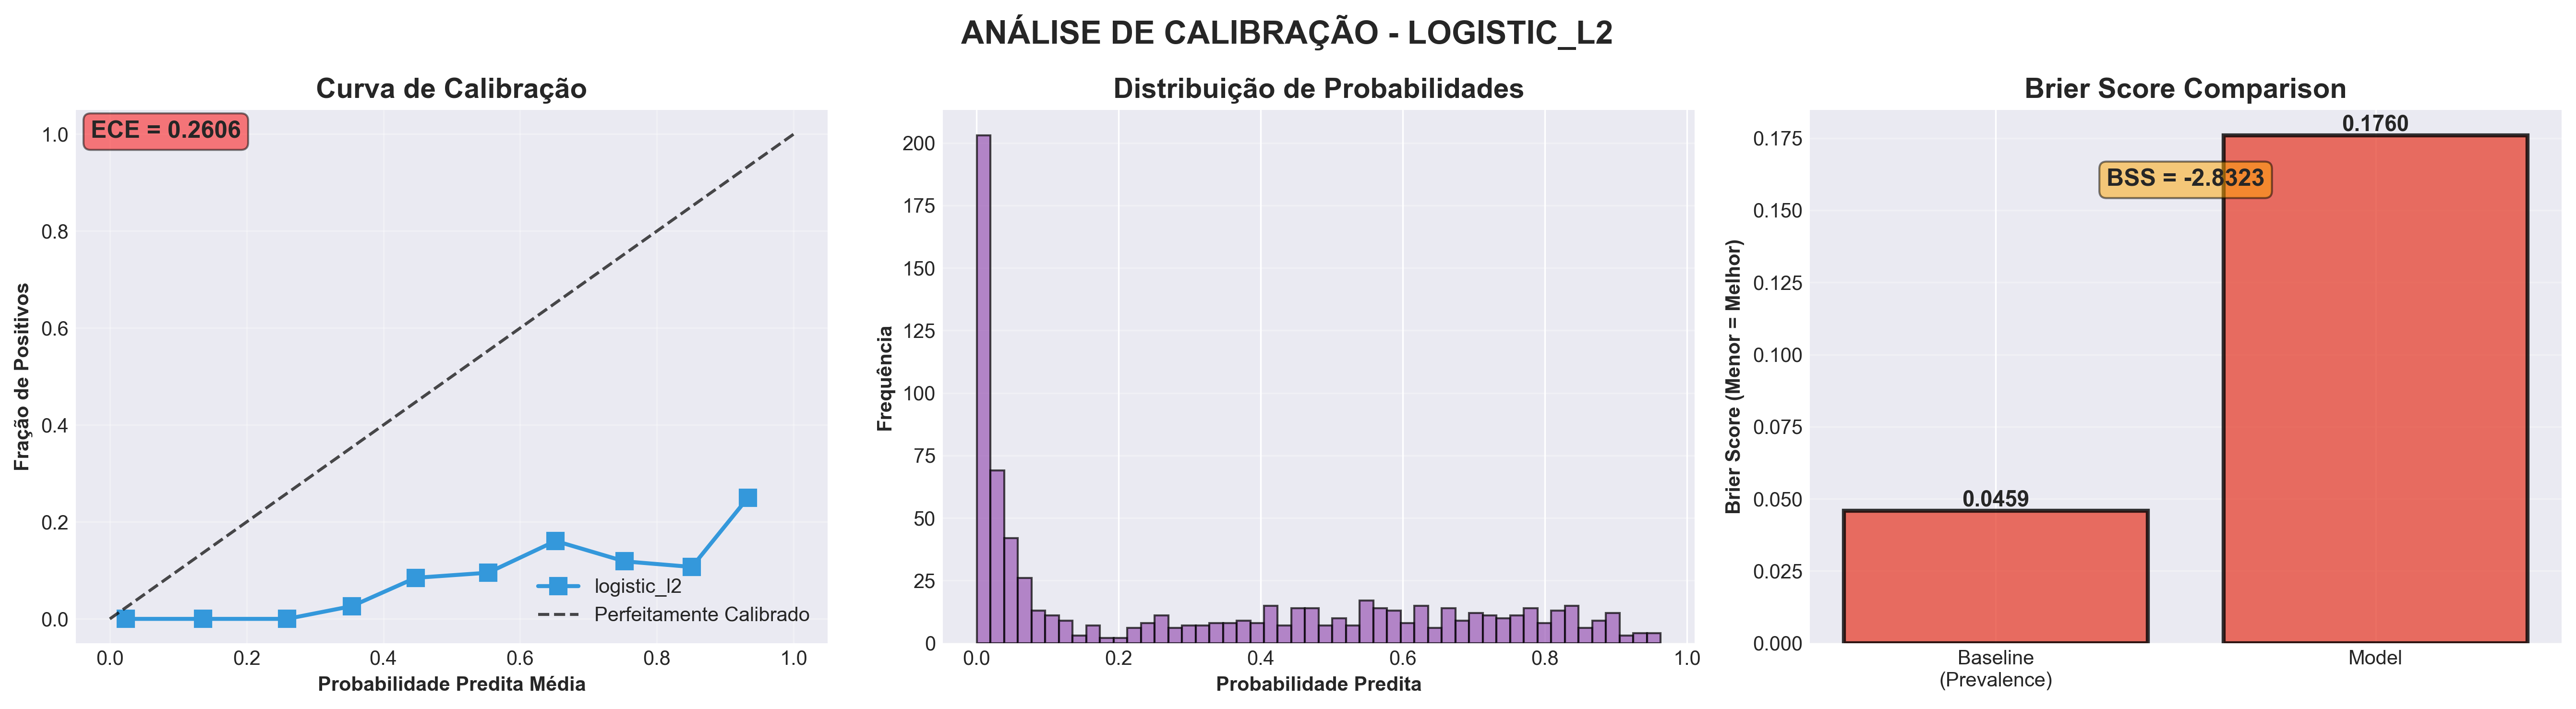 ANÁLISE DE CALIBRAÇÃO - LOGISTIC_L2
Curva de Calibração
ECE = 0.2606
1.0
0.8
0.6
0.4
0.2
0.0
Fração de Positivos
logistic_l2
Perfeitamente Calibrado
0.0 0.2 0.4 0.6 0.8 1.0
Probabilidade Predita Média
Distribuição de Probabilidades
200
175
150
125
100
75
50
25
0
Frequência
0.0 0.2 0.4 0.6 0.8 1.0
Probabilidade Predita
Brier Score Comparison
0.175
0.150
0.125
0.100
0.075
0.050
0.025
0.000
Brier Score (Menor = Melhor)
0.1760
BSS = -2.8323
0.0459
Baseline
(Prevalence)
Model